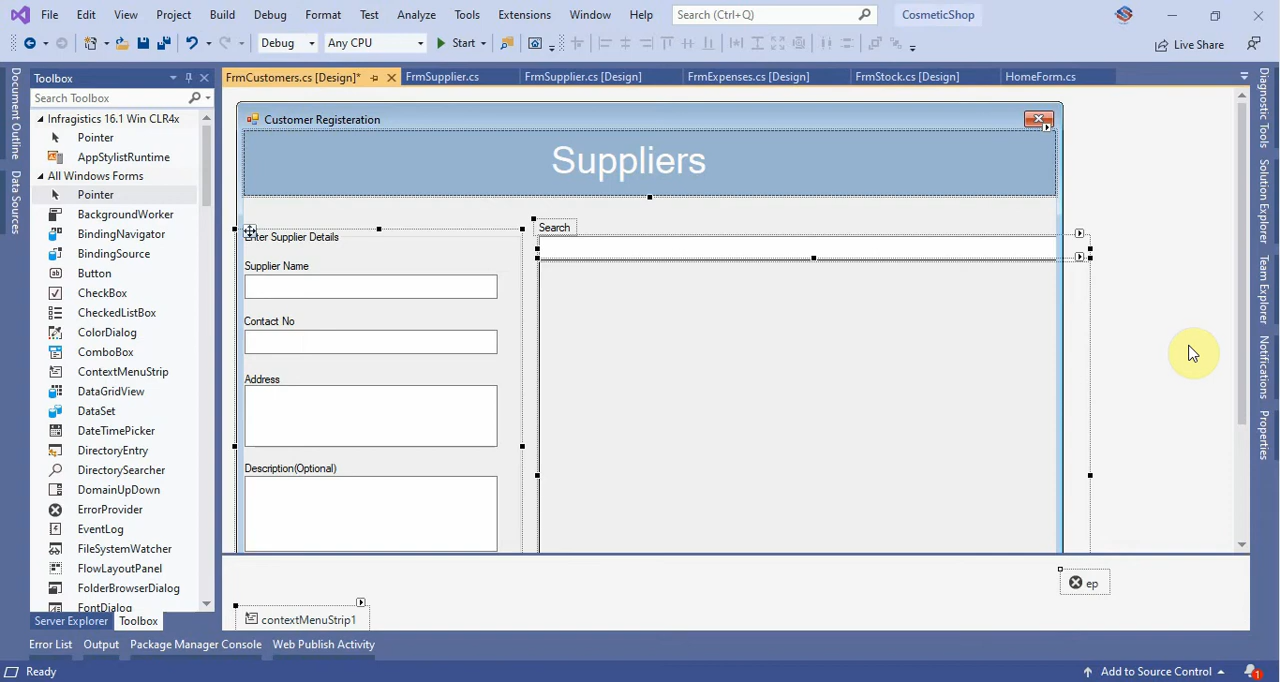 File Edit View Project Build Debug Format Test Analyze Tools Extensions Window Help Search (Ctrl+Q) CosmeticShop
Debug Any CPU Start Live Share
Toolbox
Search Toolbox
Infragistics 16.1 Win CLR4x
Pointer
AppStylistRuntime
All Windows Forms
Pointer
BackgroundWorker
BindingNavigator
BindingSource
Button
CheckBox
CheckedListBox
ColorDialog
ComboBox
ContextMenuStrip
DataGridView
DataSet
DateTimePicker
DirectoryEntry
DirectorySearcher
DomainUpDown
ErrorProvider
EventLog
FileSystemWatcher
FlowLayoutPanel
FolderBrowserDialog
FontDialog
Server Explorer Toolbox
Document Outline
Data Sources
FrmCustomers.cs [Design]* FrmSupplier.cs FrmSupplier.cs [Design] FrmExpenses.cs [Design] FrmStock.cs [Design] HomeForm.cs
Customer Registeration
Suppliers
Search
Enter Supplier Details
Supplier Name
Contact No
Address
Description(Optional)
ep
contextMenuStrip1
Diagnostic Tools
Solution Explorer
Team Explorer
Notifications
Properties
Error List Output Package Manager Console Web Publish Activity
Ready Add to Source Control 1